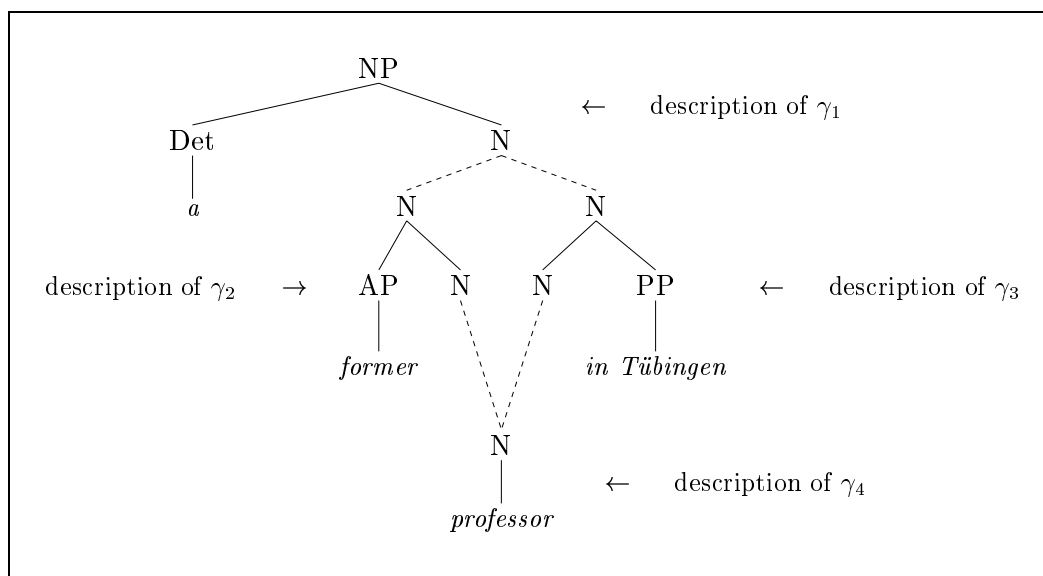 NP
← description of γ₁
Det N
a N N
description of γ₂ → AP N N PP ← description of γ₃
former in Tübingen
N
← description of γ₄
professor